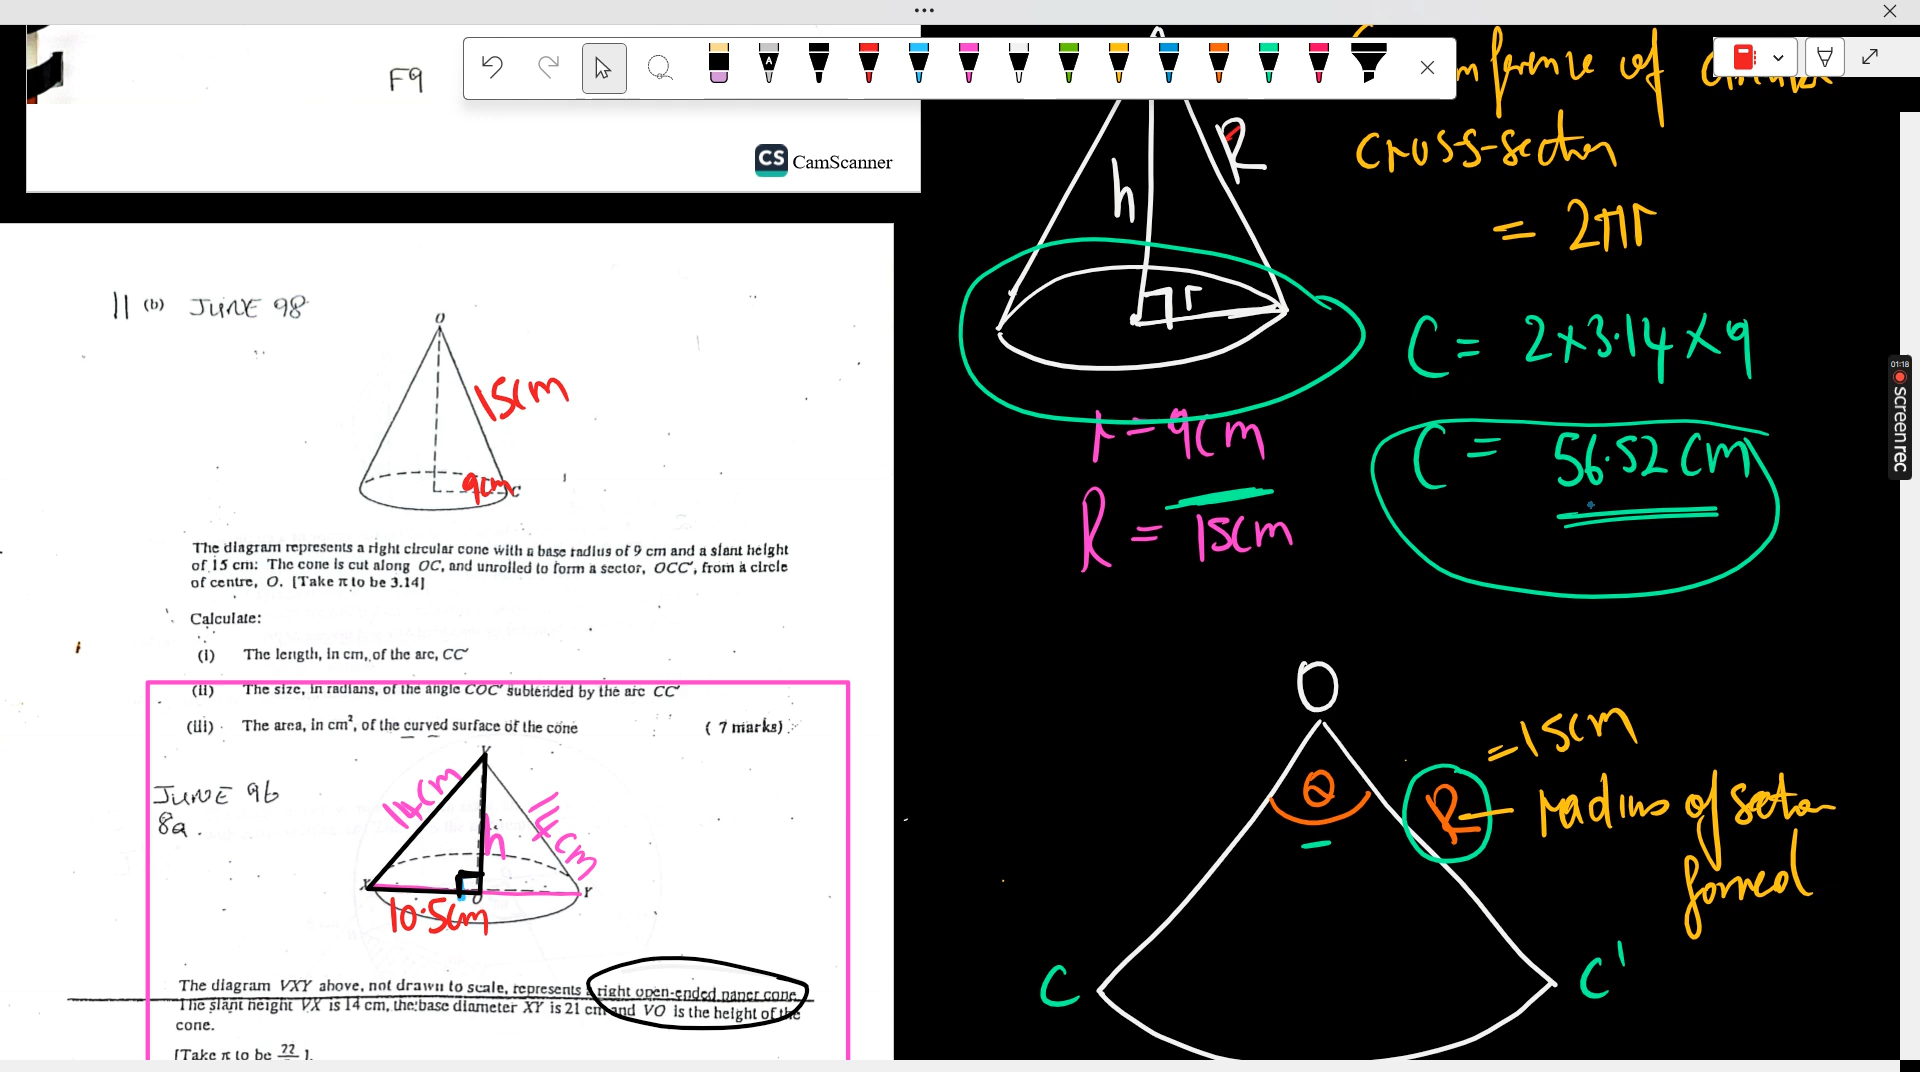 F9
CS CamScanner
11 (b) JUNE 98
O
15cm
9cm
C
The diagram represents a right circular cone with a base radius of 9 cm and a slant height
of 15 cm: The cone is cut along OC, and unrolled to form a sector, OCC', from a circle
of centre, O. [Take π to be 3.14]
Calculate:
(i) The length, in cm, of the arc, CC'
(ii) The size, in radians, of the angle COC' subtended by the arc CC'
(iii) The area, in cm², of the curved surface of the cone ( 7 marks)
JUNE 96
8a.
V
14cm
14cm
h
X
Y
10.5cm
The diagram VXY above, not drawn to scale, represents a right open-ended paper cone
The slant height VX is 14 cm, the base diameter XY is 21 cm and VO is the height of the
cone.
[Take π to be 22
].
h
R
r
r = 9cm
R = 15cm
ference of
cross-section
= 2πr
C = 2×3.14×9
C = 56.52 cm
O
θ
R — radius of sector
formed
= 15cm
C
C'
01:18
screenrec